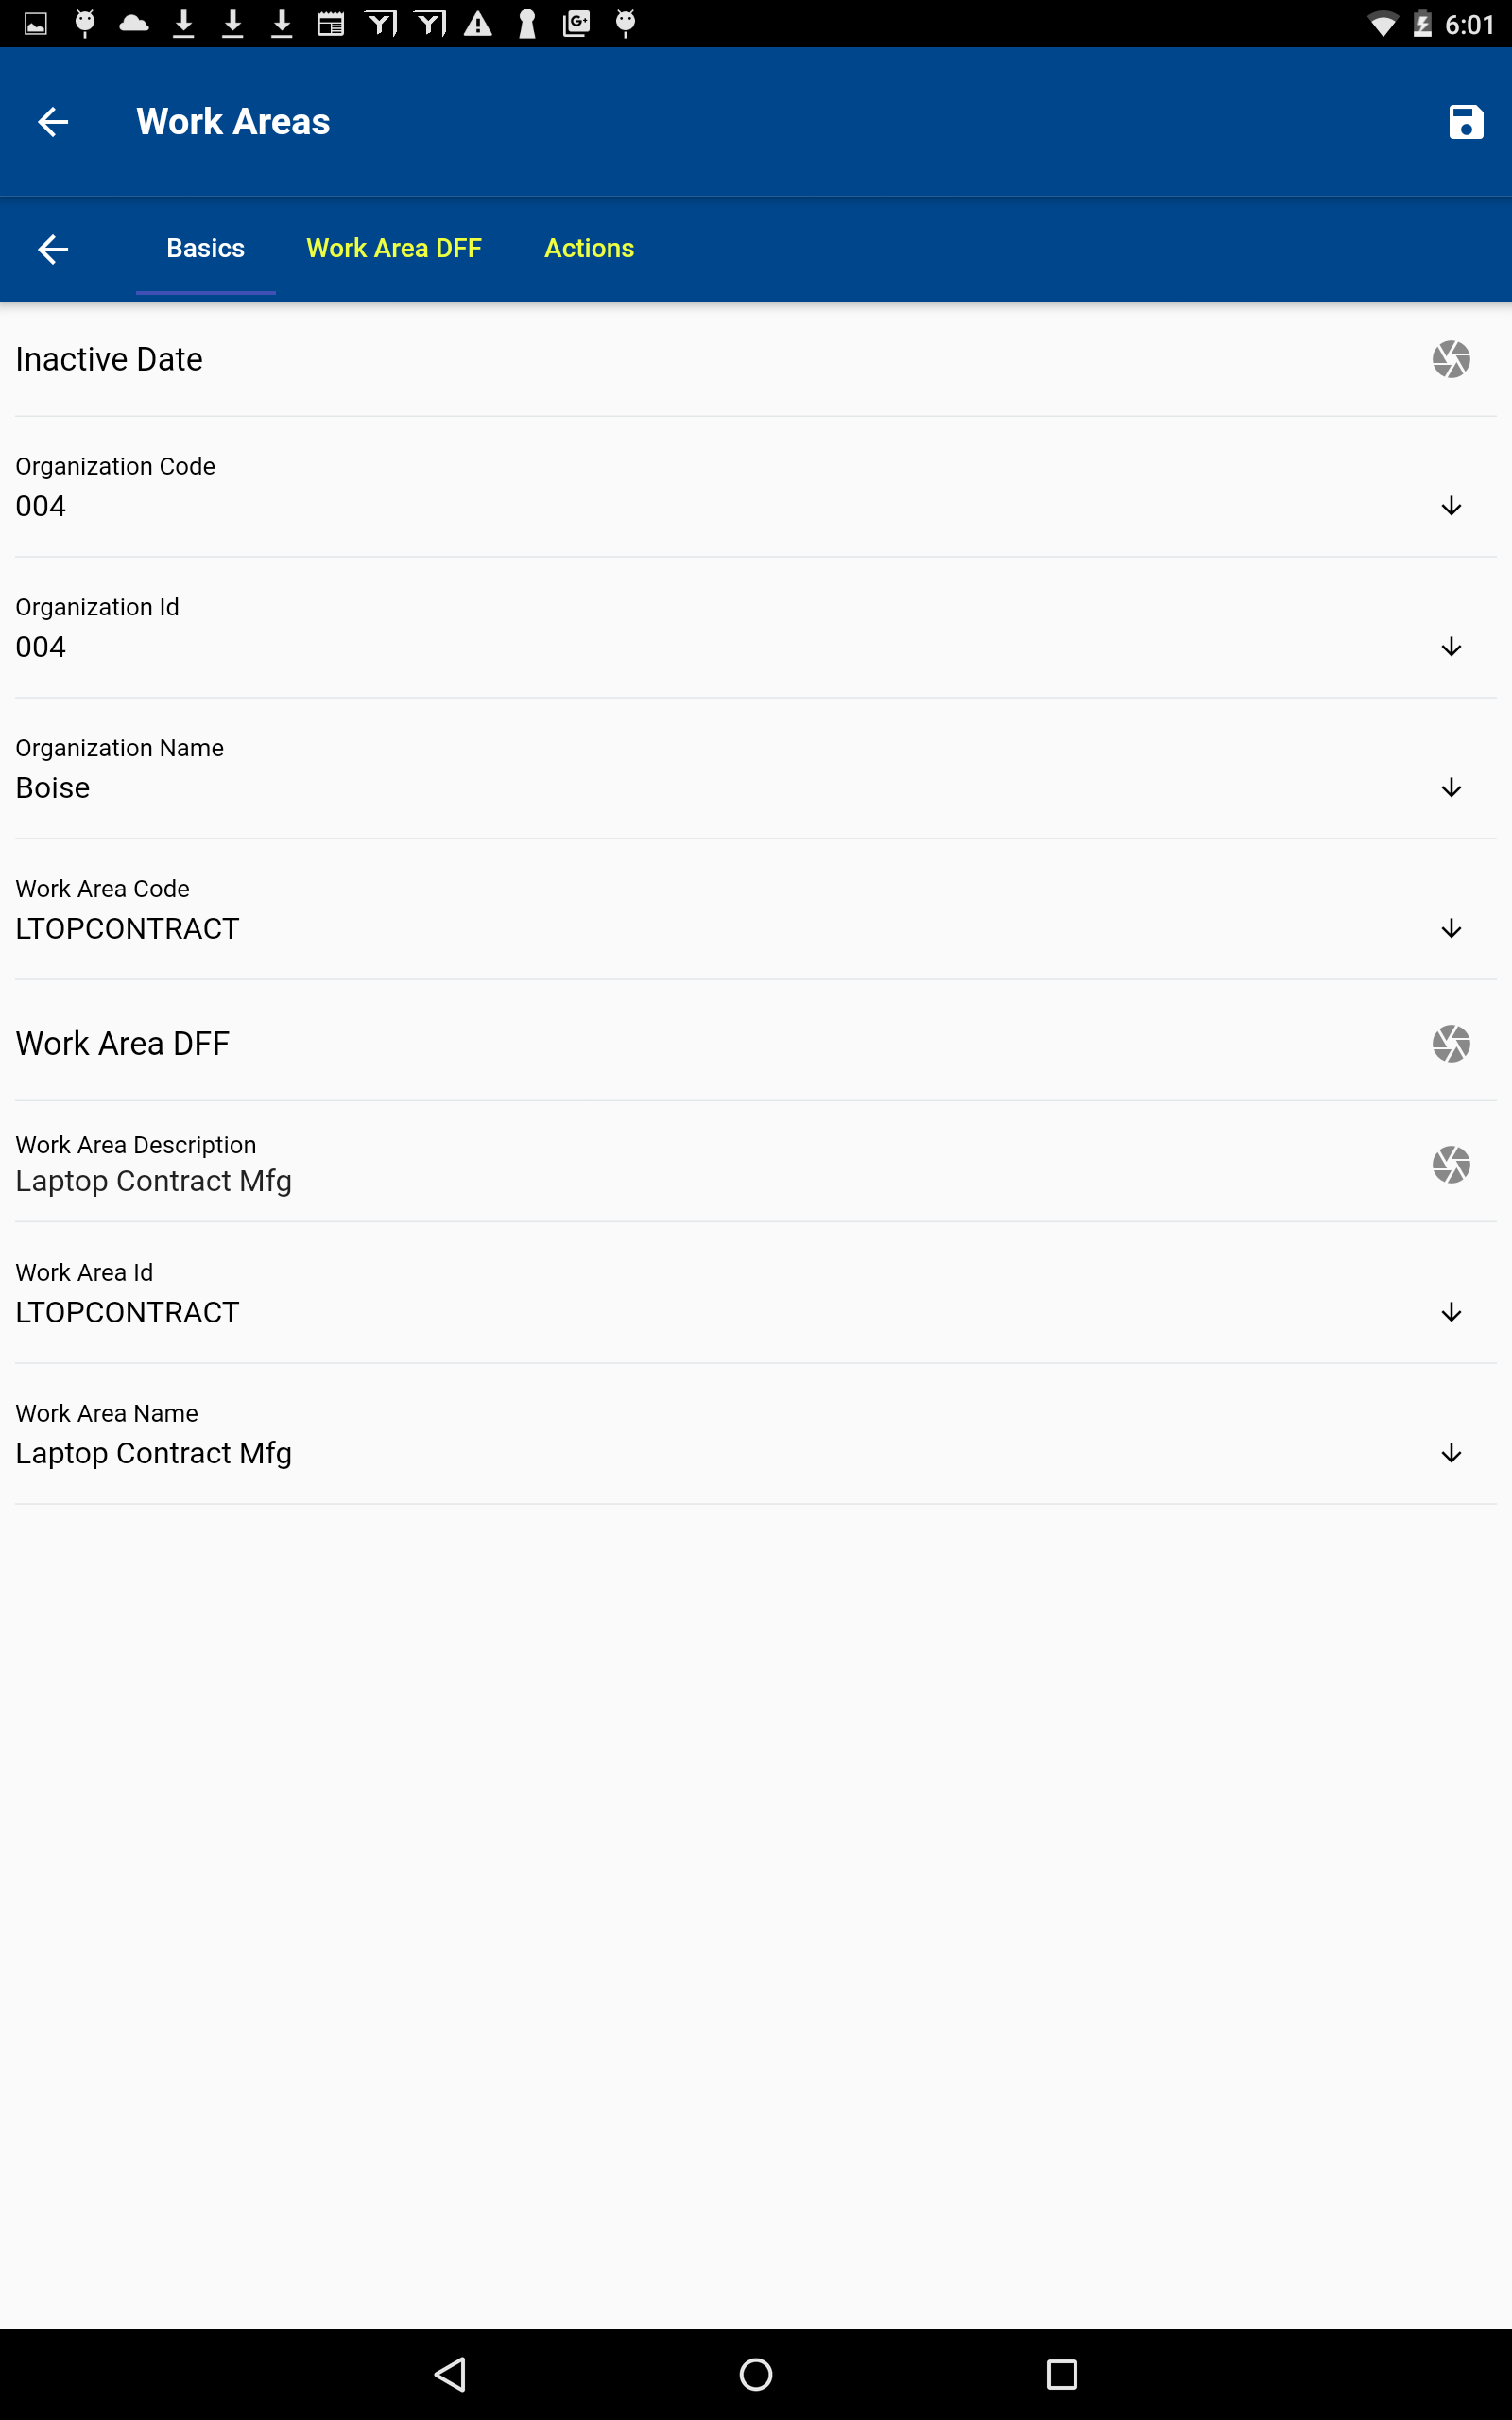 6:01
Work Areas
Basics Work Area DFF Actions
Inactive Date
Organization Code
004
Organization Id
004
Organization Name
Boise
Work Area Code
LTOPCONTRACT
Work Area DFF
Work Area Description
Laptop Contract Mfg
Work Area Id
LTOPCONTRACT
Work Area Name
Laptop Contract Mfg